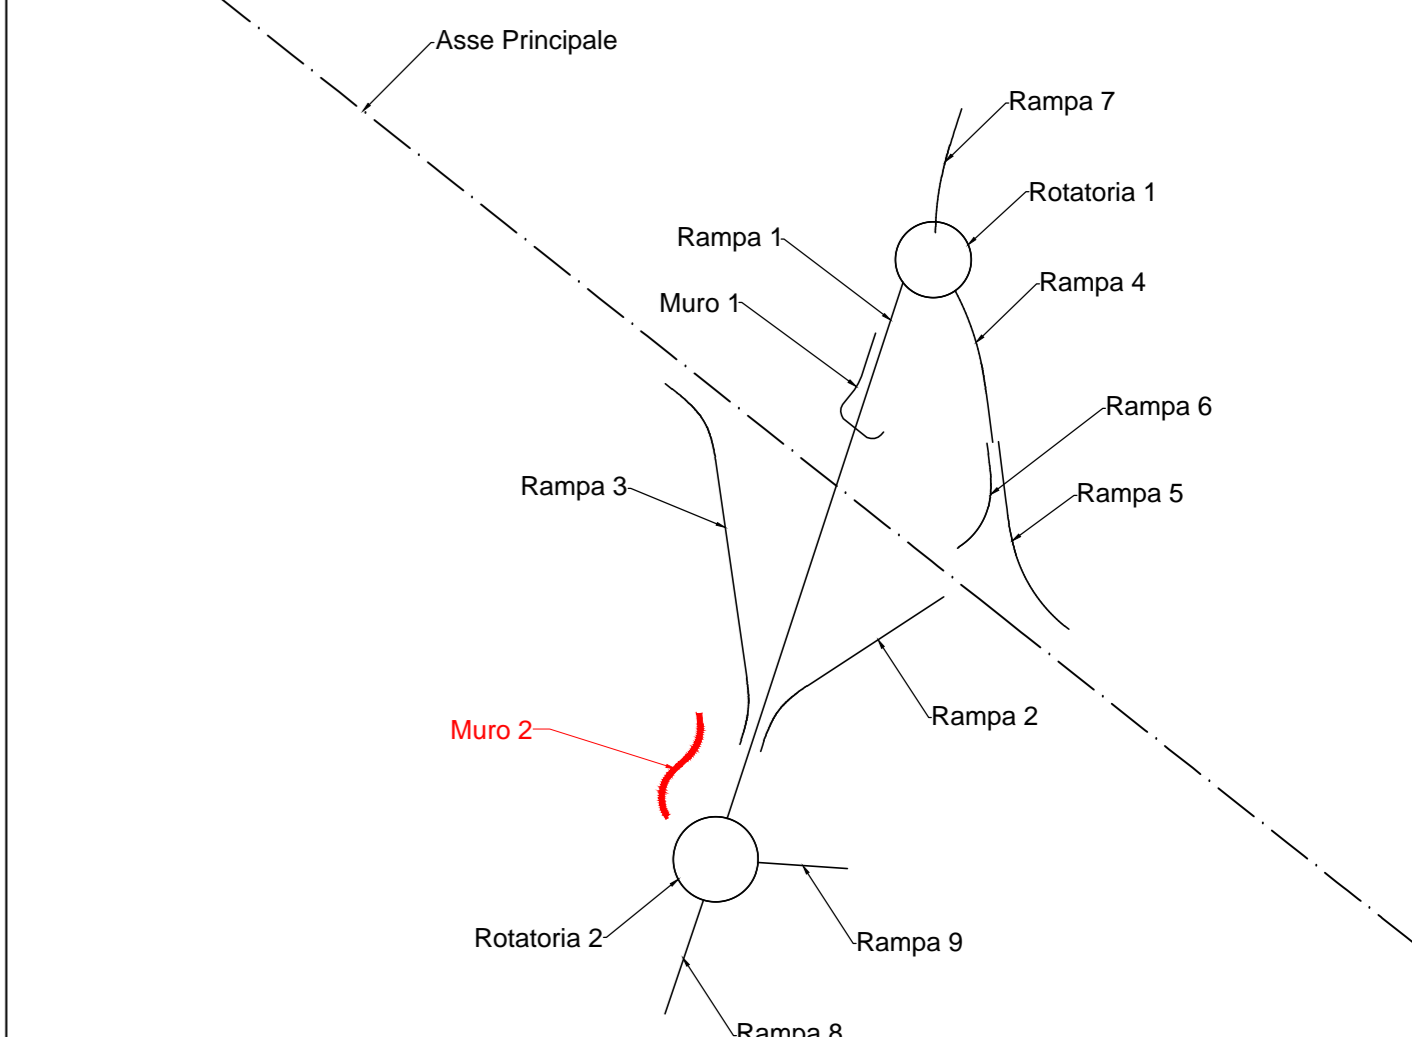 Asse Principale
Rampa 7
Rotatoria 1
Rampa 1
Rampa 4
Muro 1
Rampa 6
Rampa 3
Rampa 5
Rampa 2
Muro 2
Rotatoria 2
Rampa 9
Rampa 8